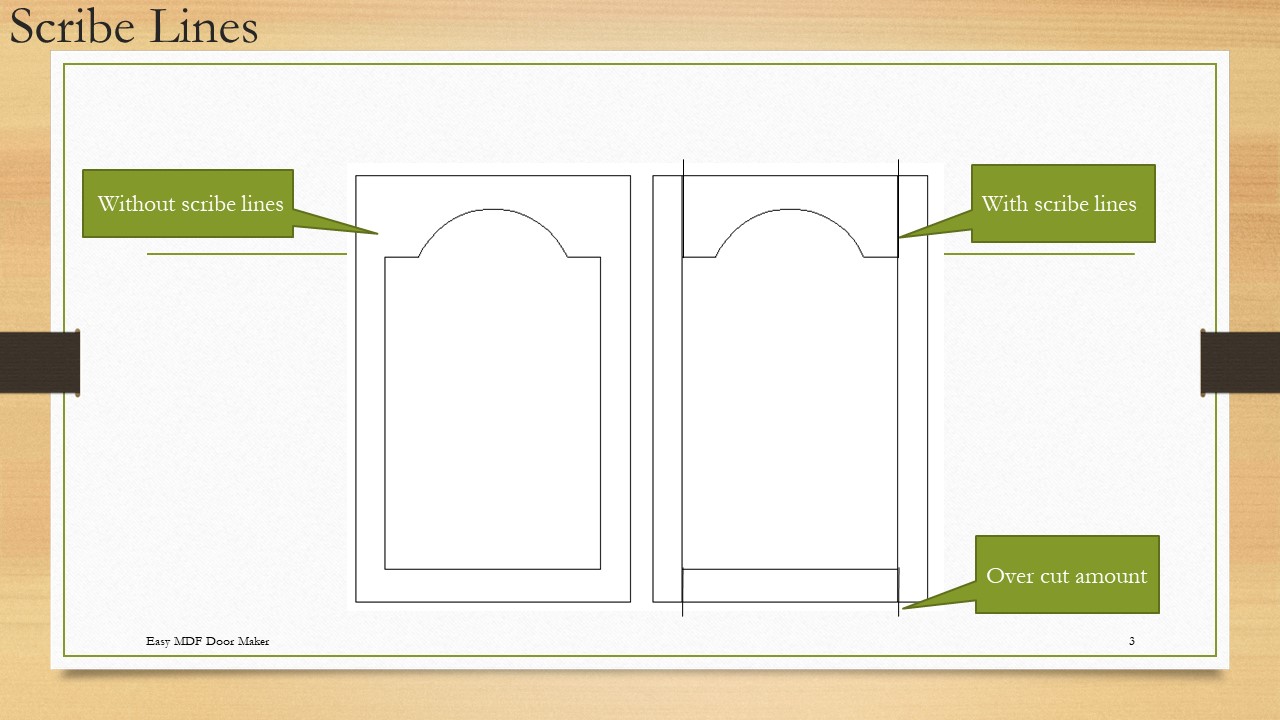 Scribe Lines
Without scribe lines
With scribe lines
Over cut amount
Easy MDF Door Maker
3